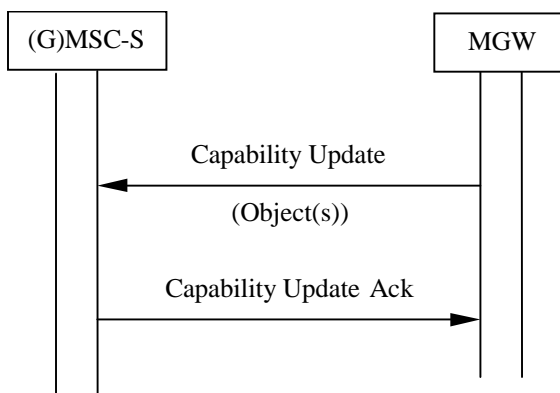 (G)MSC-S
MGW
Capability Update
(Object(s))
Capability Update Ack